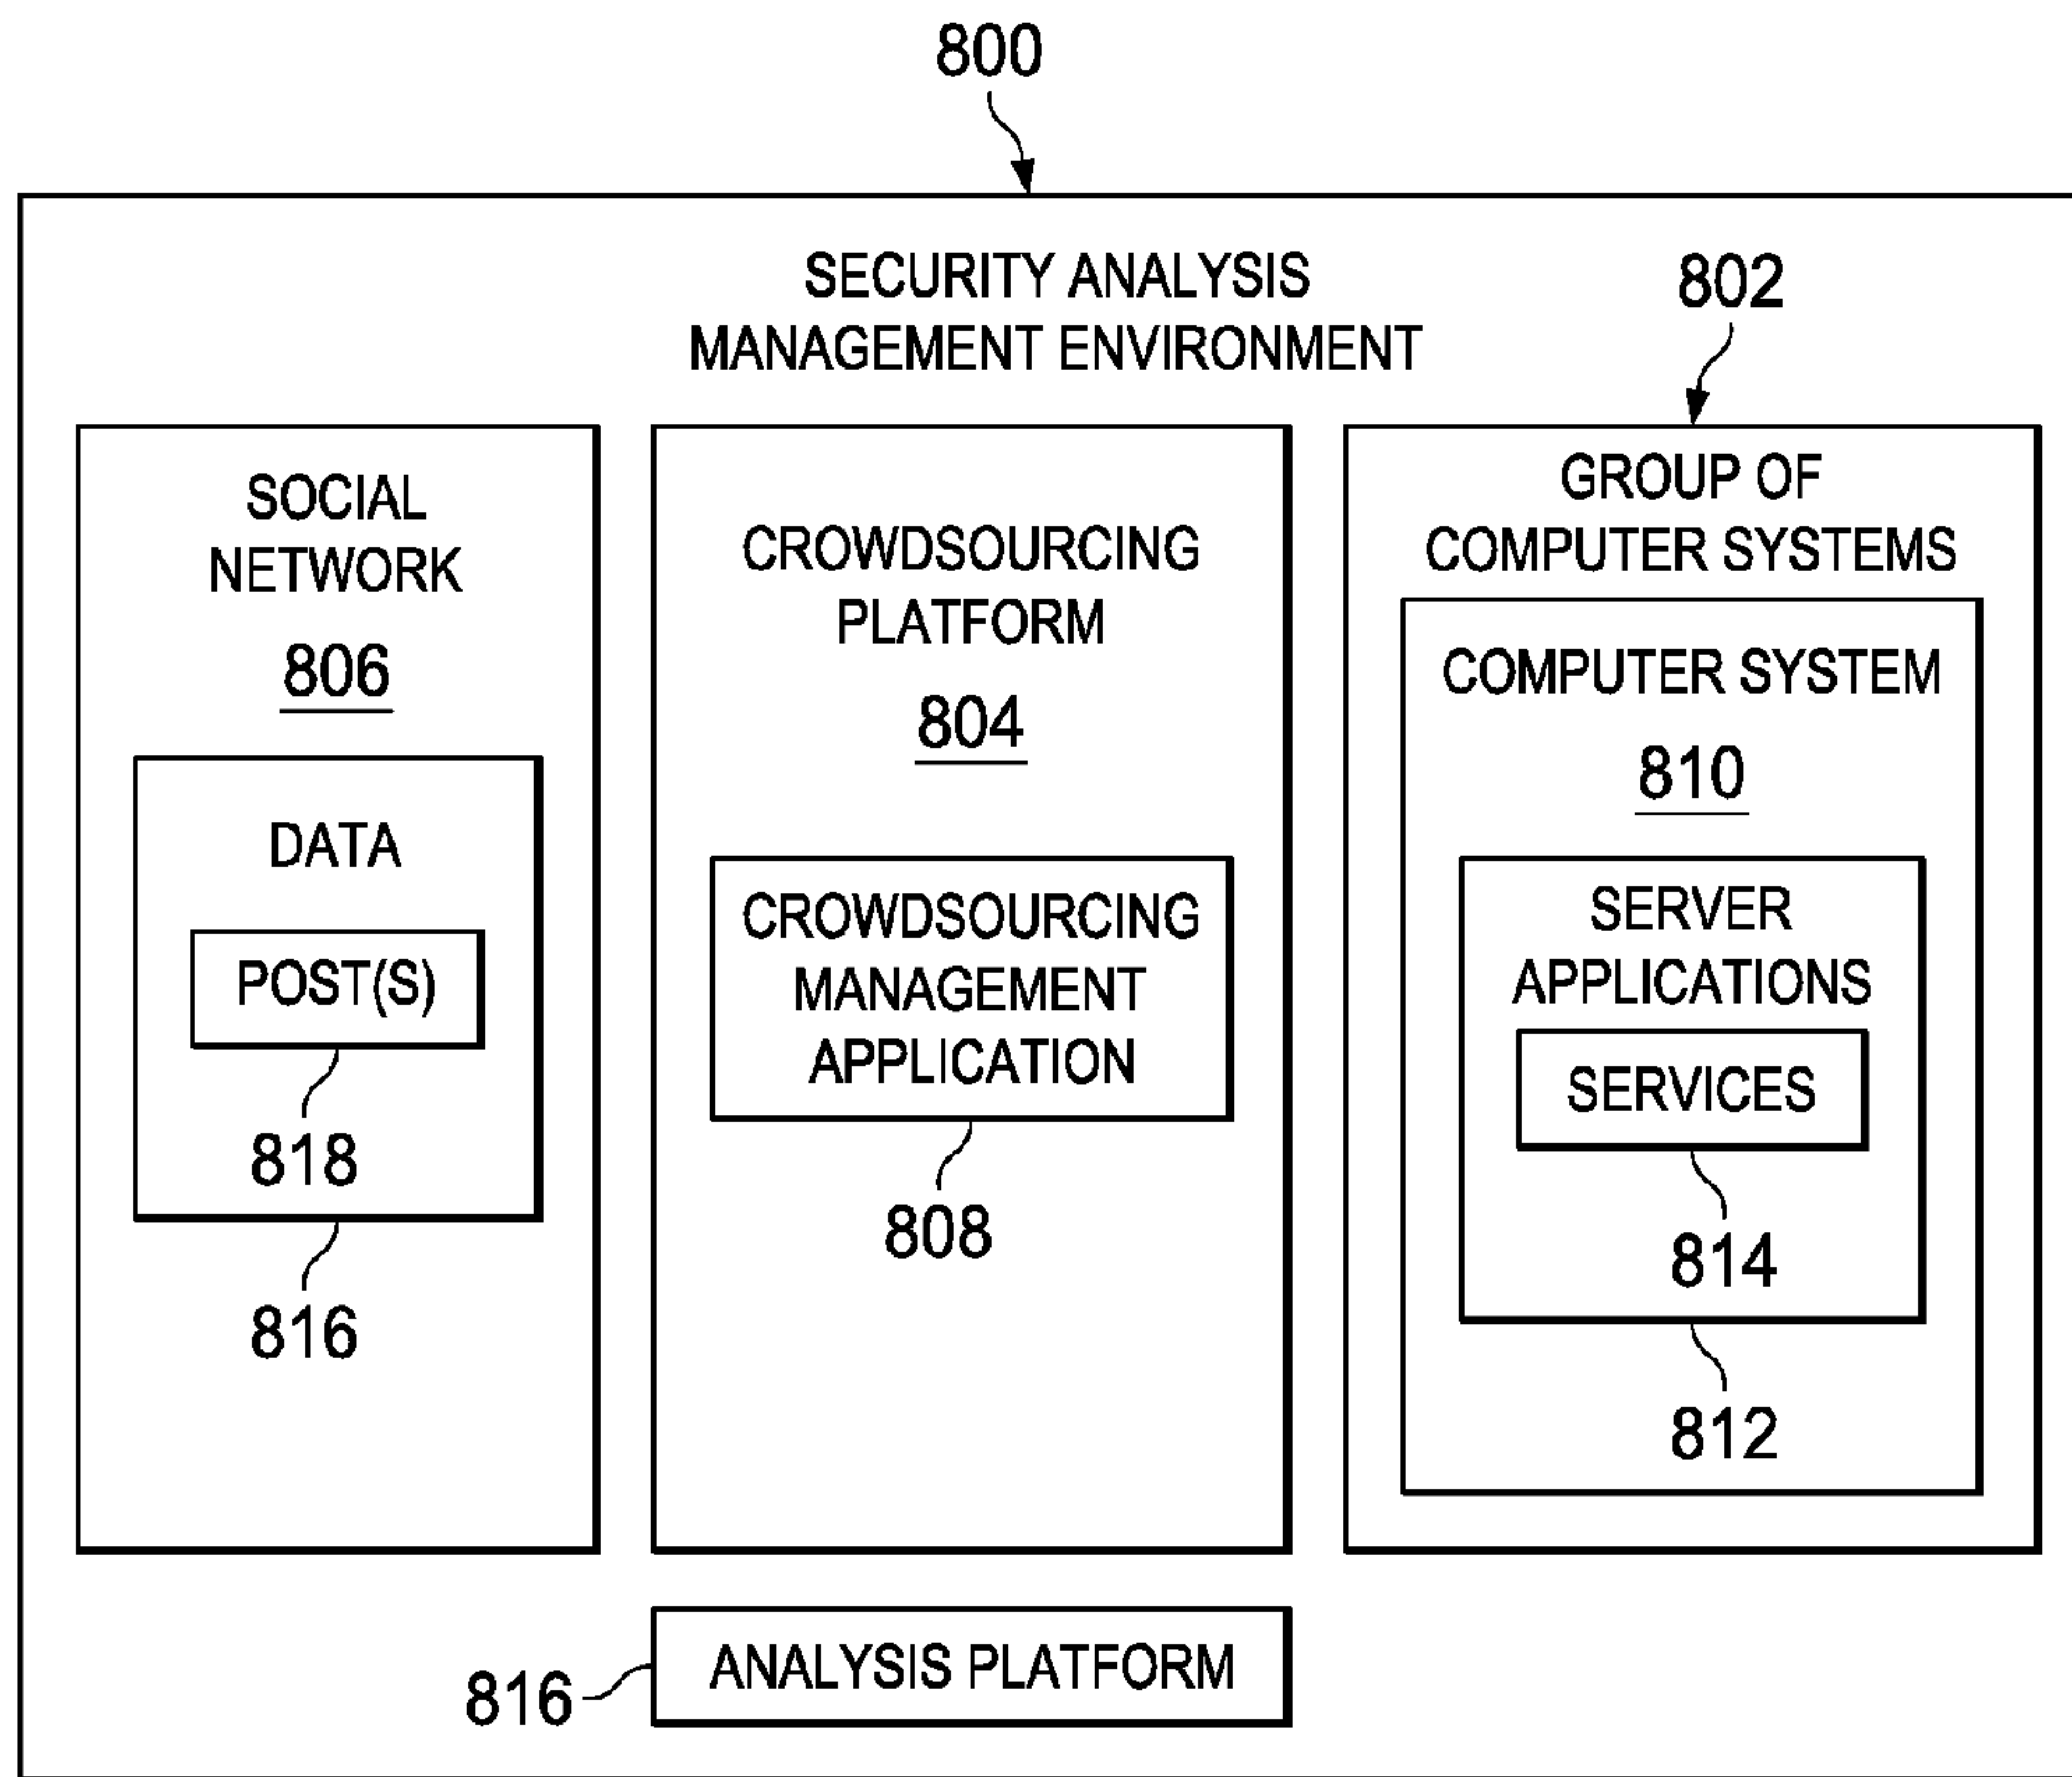 800
SECURITY ANALYSIS
MANAGEMENT ENVIRONMENT
802
SOCIAL
NETWORK
806
DATA
POST(S)
818
816
CROWDSOURCING
PLATFORM
804
CROWDSOURCING
MANAGEMENT
APPLICATION
808
GROUP OF
COMPUTER SYSTEMS
COMPUTER SYSTEM
810
SERVER
APPLICATIONS
SERVICES
814
812
816
ANALYSIS PLATFORM